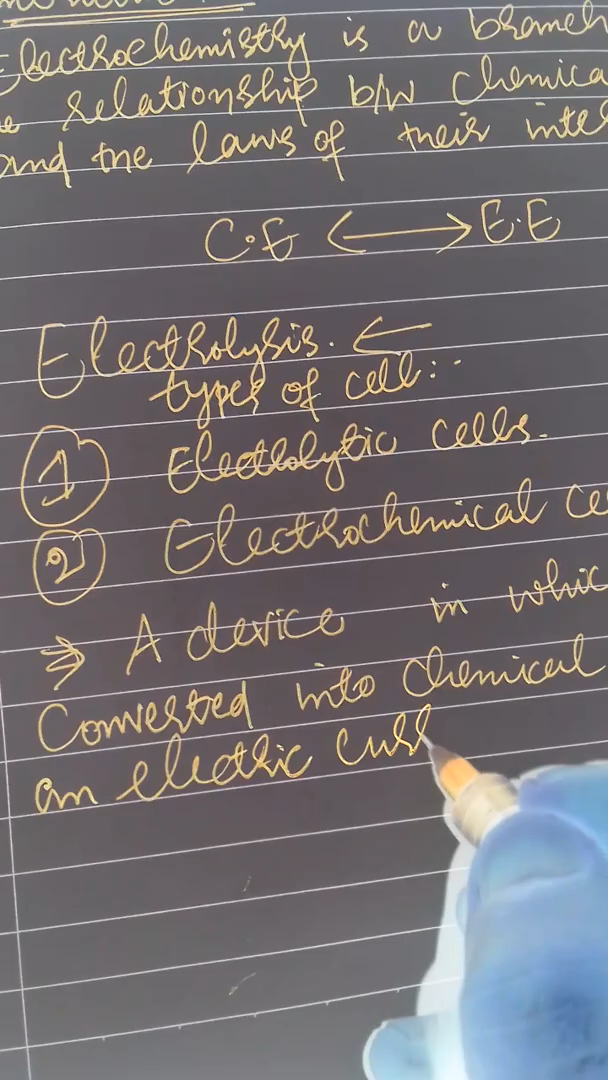 Electrochemistry is a branch
relationship b/w chemica
and the laws of their inte
C.E ⟷ E.E
Electrolysis. ←
types of cell:-
① Electrolytic cells.
② Electrochemical ce
⇒ A device in whic
Converted into chemical
an electric curr